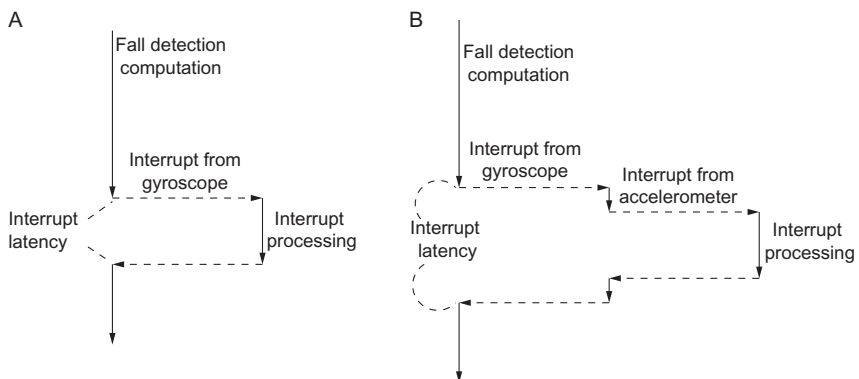 A
Fall detection
computation
Interrupt from
gyroscope
Interrupt
latency
Interrupt
processing
B
Fall detection
computation
Interrupt from
gyroscope
Interrupt from
accelerometer
Interrupt
latency
Interrupt
processing